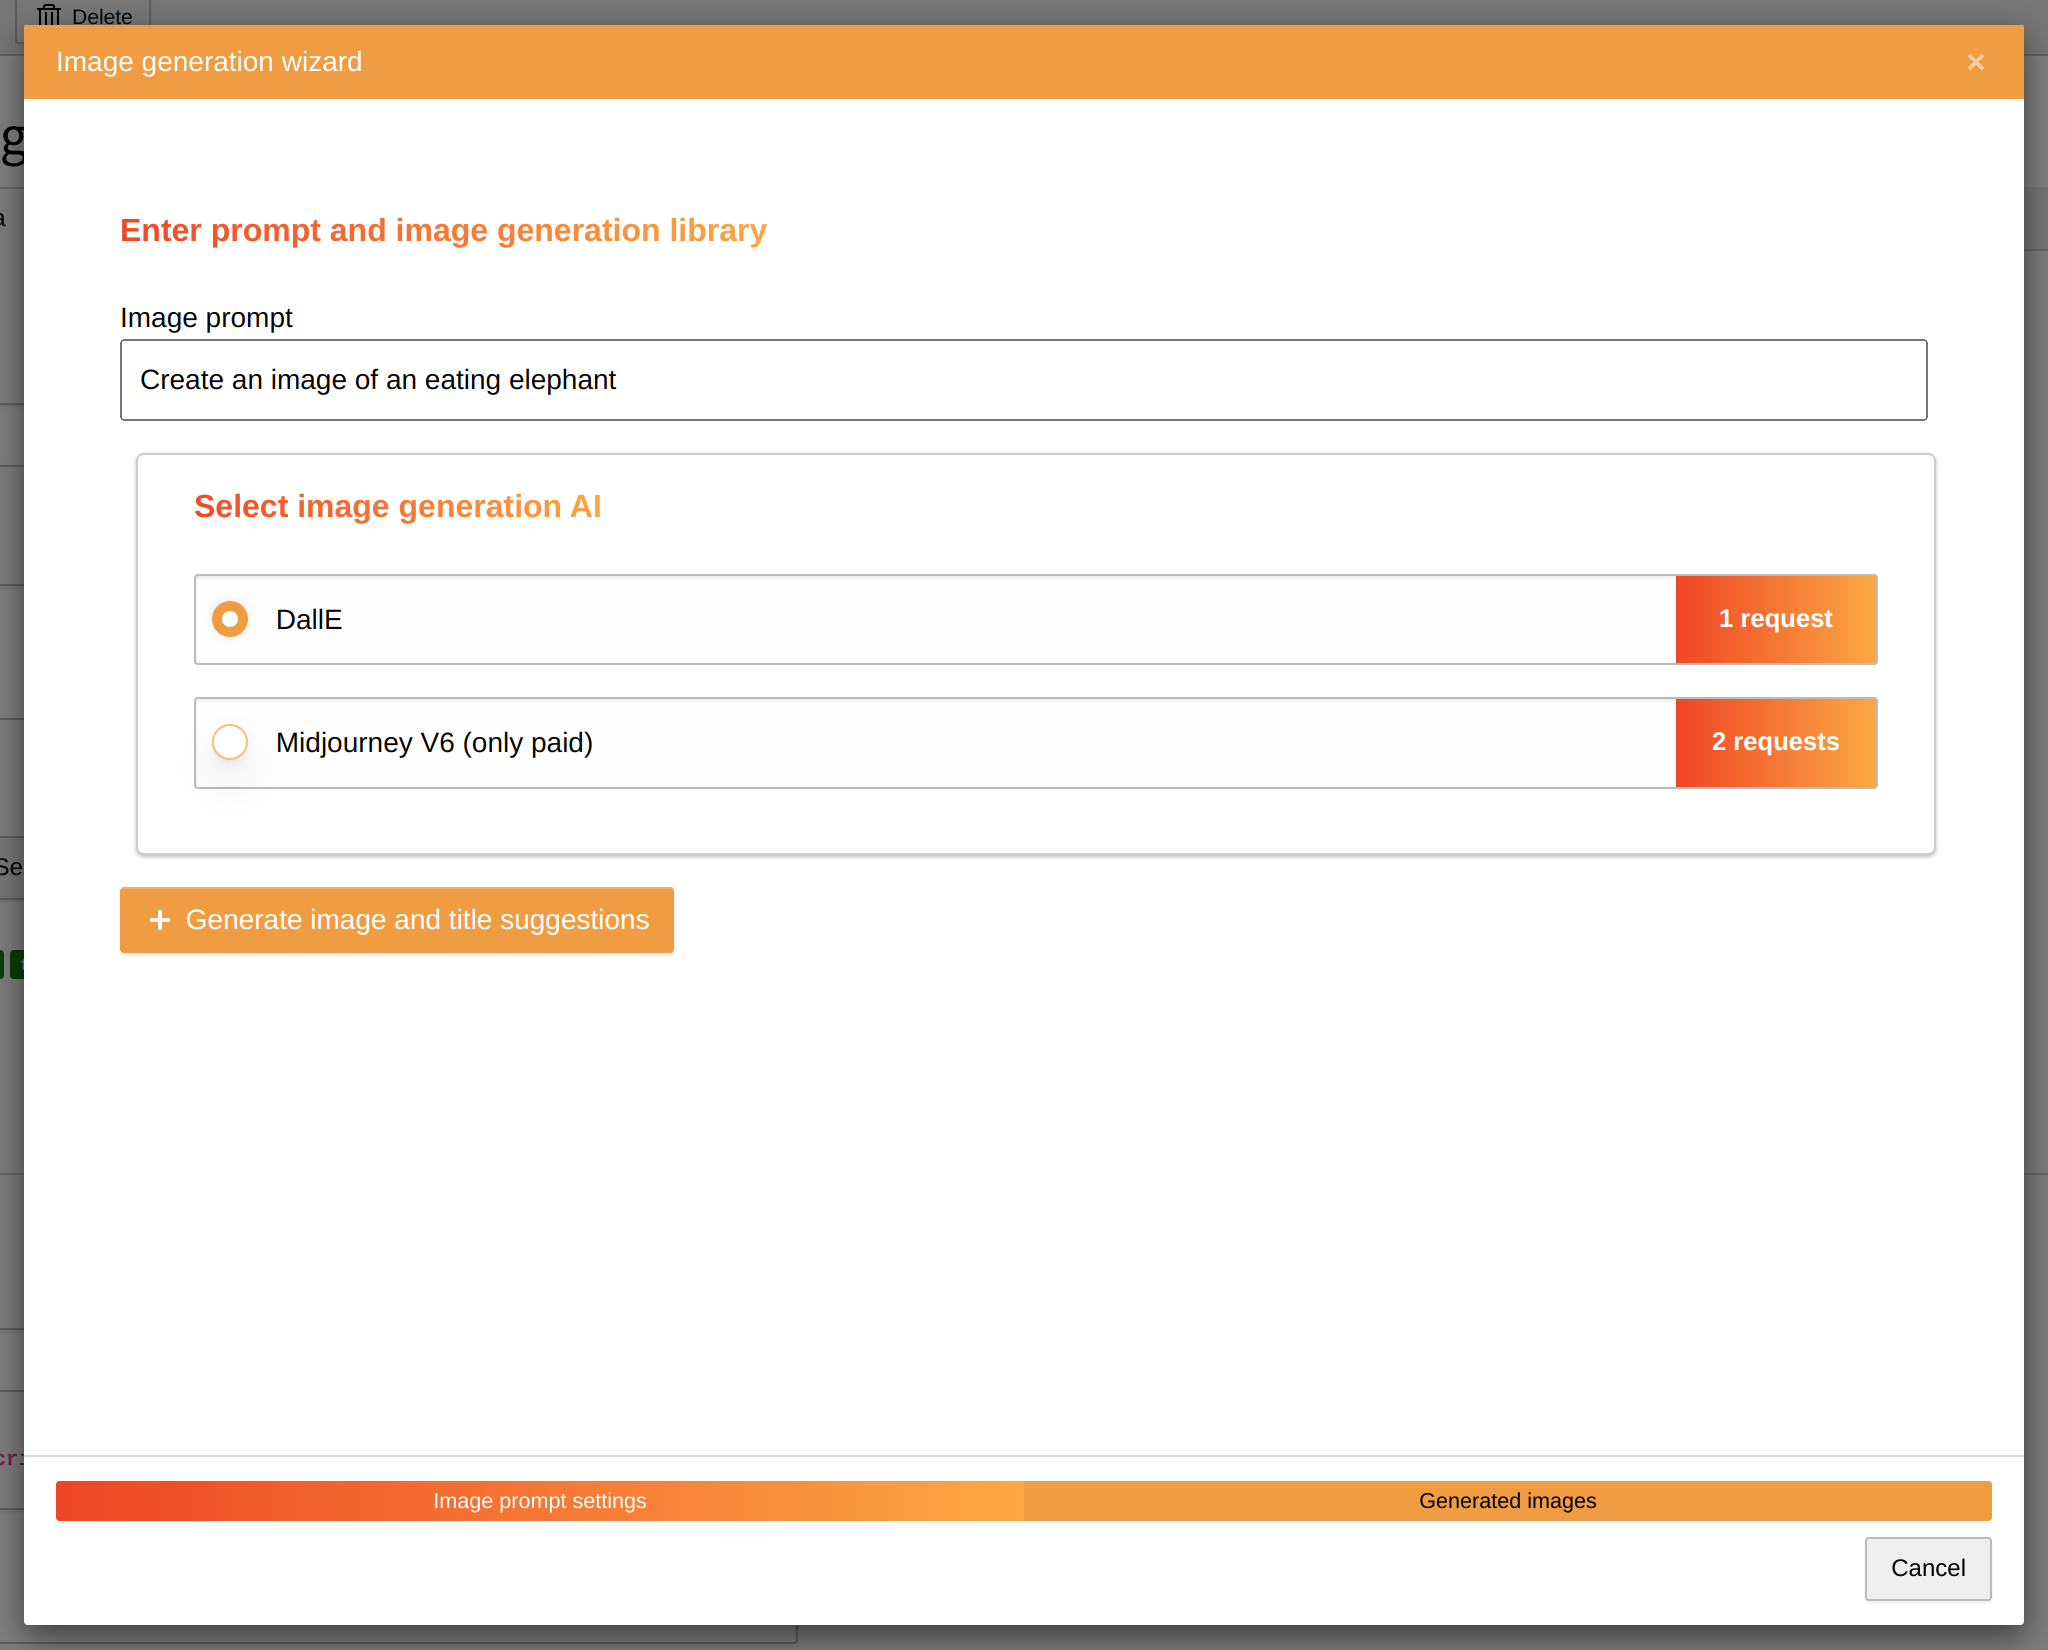 Delete
Image generation wizard
Enter prompt and image generation library
Image prompt
Create an image of an eating elephant
Select image generation AI
DallE
1 request
Midjourney V6 (only paid)
2 requests
Generate image and title suggestions
Image prompt settings
Generated images
Cancel